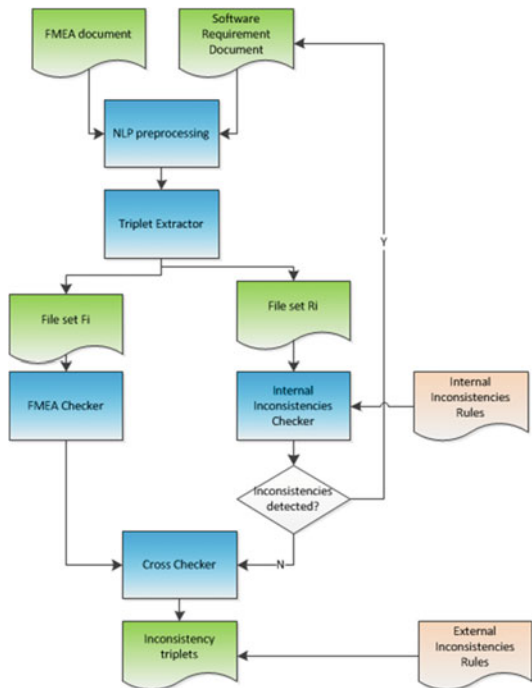 FMEA document
Software
Requirement
Document
NLP preprocessing
Triplet Extractor
Y
File set Fi
File set Ri
FMEA Checker
Internal
Inconsistencies
Checker
Internal
Inconsistencies
Rules
Inconsistencies
detected?
N
Cross Checker
Inconsistency
triplets
External
Inconsistencies
Rules